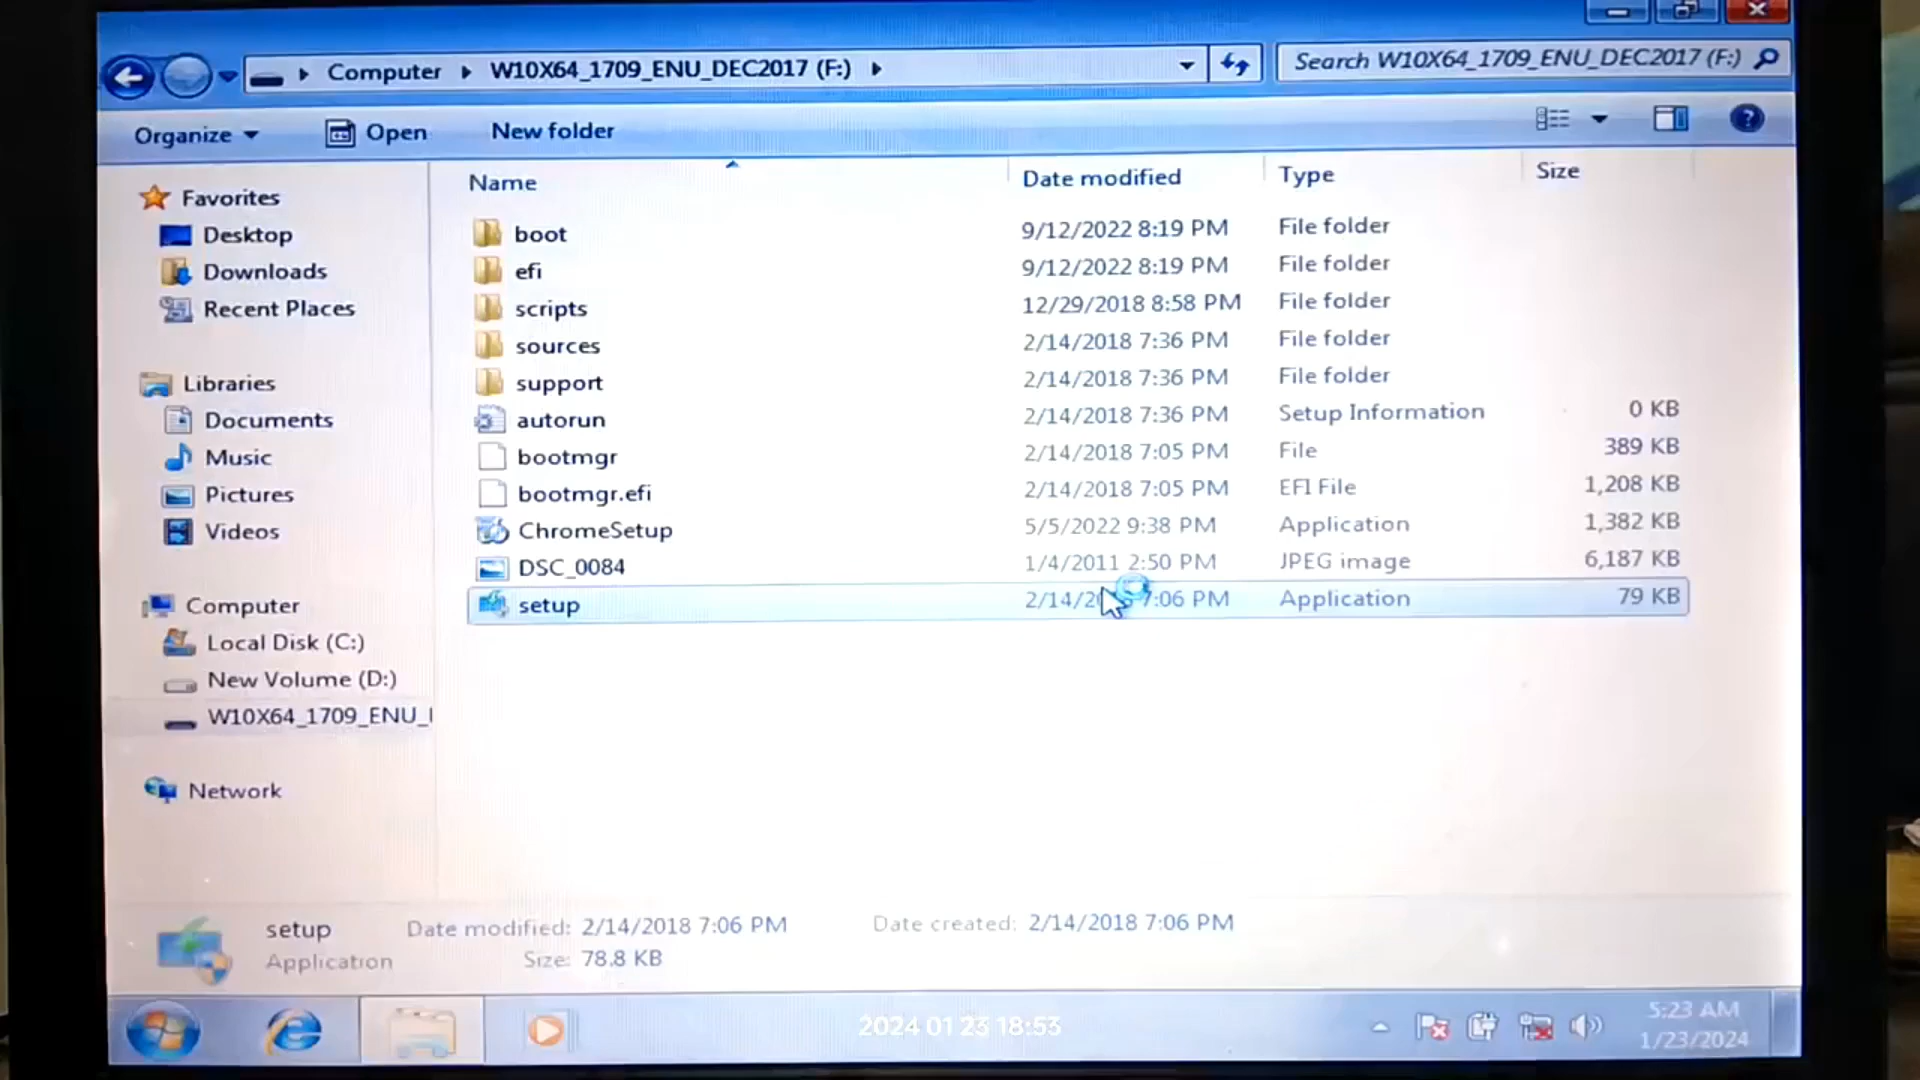 Computer W10X64_1709_ENU_DEC2017 (F:)
Search W10X64_1709_ENU_DEC2017 (F:)
Organize Open New folder
Name Date modified Type Size
boot 9/12/2022 8:19 PM File folder
efi 9/12/2022 8:19 PM File folder
scripts 12/29/2018 8:58 PM File folder
sources 2/14/2018 7:36 PM File folder
support 2/14/2018 7:36 PM File folder
autorun 2/14/2018 7:36 PM Setup Information 0 KB
bootmgr 2/14/2018 7:05 PM File 389 KB
bootmgr.efi 2/14/2018 7:05 PM EFI File 1,208 KB
ChromeSetup 5/5/2022 9:38 PM Application 1,382 KB
DSC_0084 1/4/2011 2:50 PM JPEG image 6,187 KB
setup 7:06 PM Application 79 KB
Favorites
Desktop
Downloads
Recent Places
Libraries
Documents
Music
Pictures
Videos
Computer
Local Disk (C:)
New Volume (D:)
W10X64_1709_ENU_
Network
setup Date modified: 2/14/2018 7:06 PM Date created: 2/14/2018 7:06 PM
Application Size: 78.8 KB
2024 01 23 18:53
5:23 AM
1/23/2024